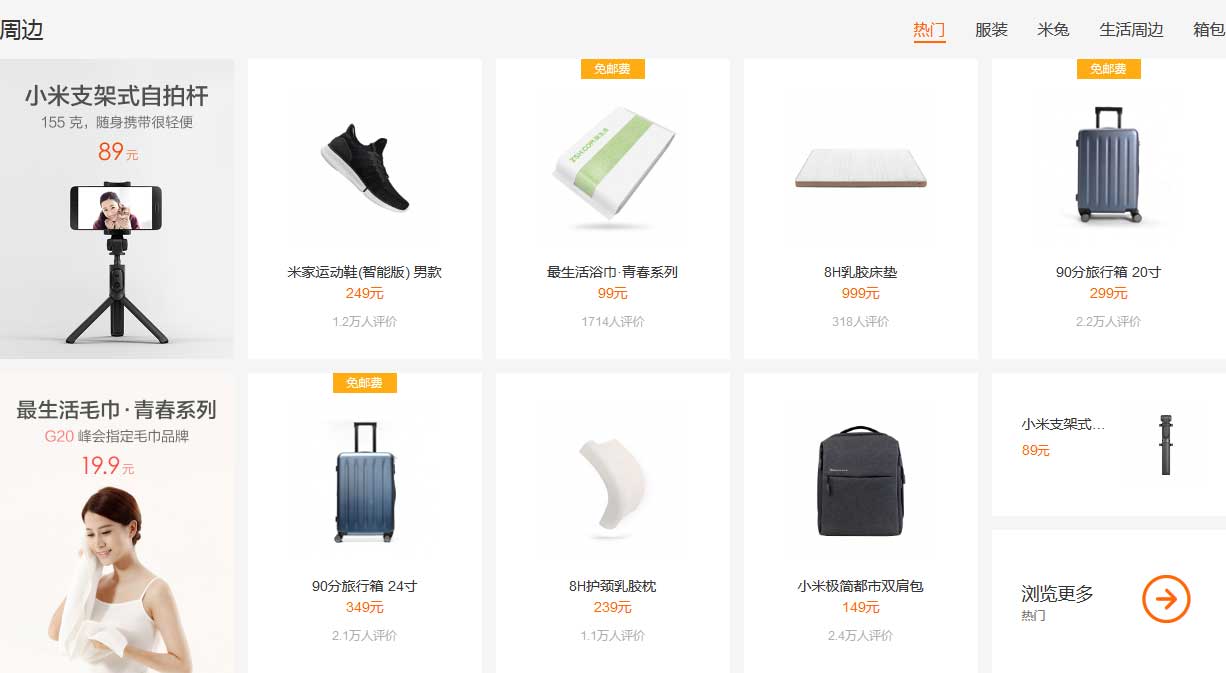 周边
热门
服装
米兔
生活周边
箱包
小米支架式自拍杆
155 克，随身携带很轻便
89元
米家运动鞋(智能版) 男款
249元
1.2万人评价
免邮费
最生活浴巾·青春系列
99元
1714人评价
8H乳胶床垫
999元
318人评价
免邮费
90分旅行箱 20寸
299元
2.2万人评价
最生活毛巾·青春系列
G20 峰会指定毛巾品牌
19.9元
免邮费
90分旅行箱 24寸
349元
2.1万人评价
8H护颈乳胶枕
239元
1.1万人评价
小米极简都市双肩包
149元
2.4万人评价
小米支架式...
89元
浏览更多
热门